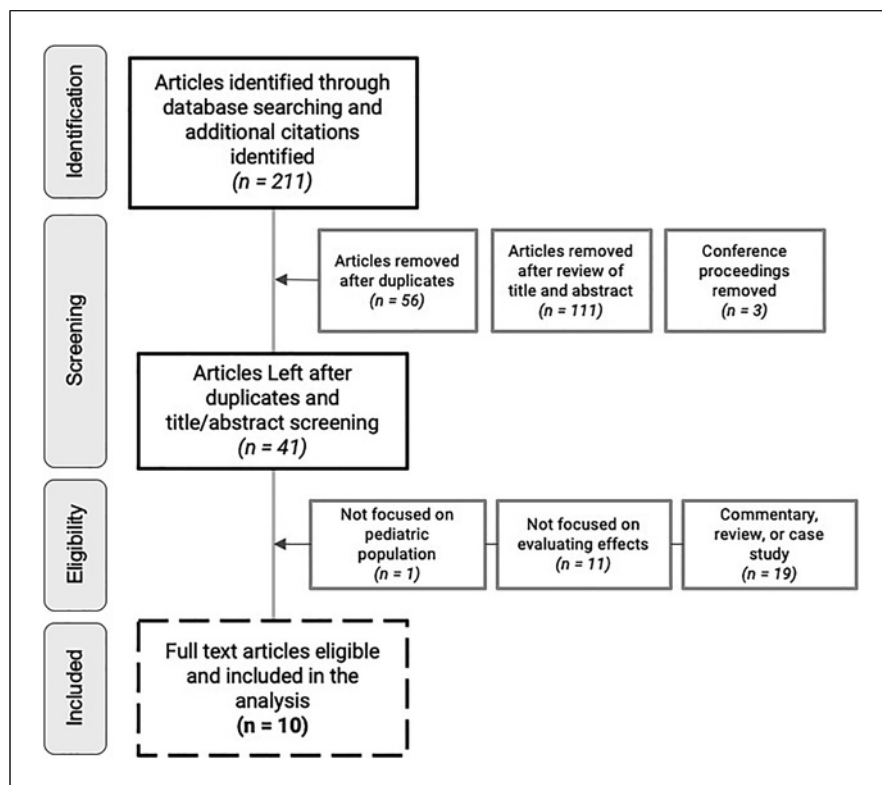 Identification
Articles identified through
database searching and
additional citations
identified
(n = 211)
Screening
Articles removed
after duplicates
(n = 56)
Articles removed
after review of
title and abstract
(n = 111)
Conference
proceedings
removed
(n = 3)
Articles Left after
duplicates and
title/abstract screening
(n = 41)
Eligibility
Not focused on
pediatric
population
(n = 1)
Not focused on
evaluating effects
(n = 11)
Commentary,
review, or case
study
(n = 19)
Included
Full text articles eligible
and included in the
analysis
(n = 10)